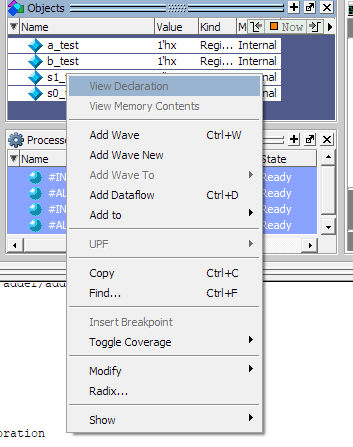 Objects
Name Value Kind M Now
a_test 1'hx Regi... Internal
b_test 1'hx Regi... Internal
s1_ Internal
s0_ Internal
View Declaration
View Memory Contents
Add Wave Ctrl+W
Add Wave New
Add Wave To
Add Dataflow Ctrl+D
Add to
UPF
Copy Ctrl+C
Find... Ctrl+F
Insert Breakpoint
Toggle Coverage
Modify
Radix...
Show
Processe
Name State
#IN Ready
#AL Ready
#IN Ready
#AL Ready
adder/add
oration